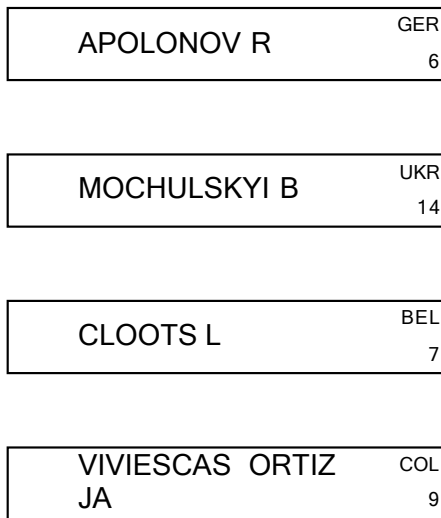 APOLONOV R GER
6
MOCHULSKYI B UKR
14
CLOOTS L BEL
7
VIVIESCAS ORTIZ COL
JA 9